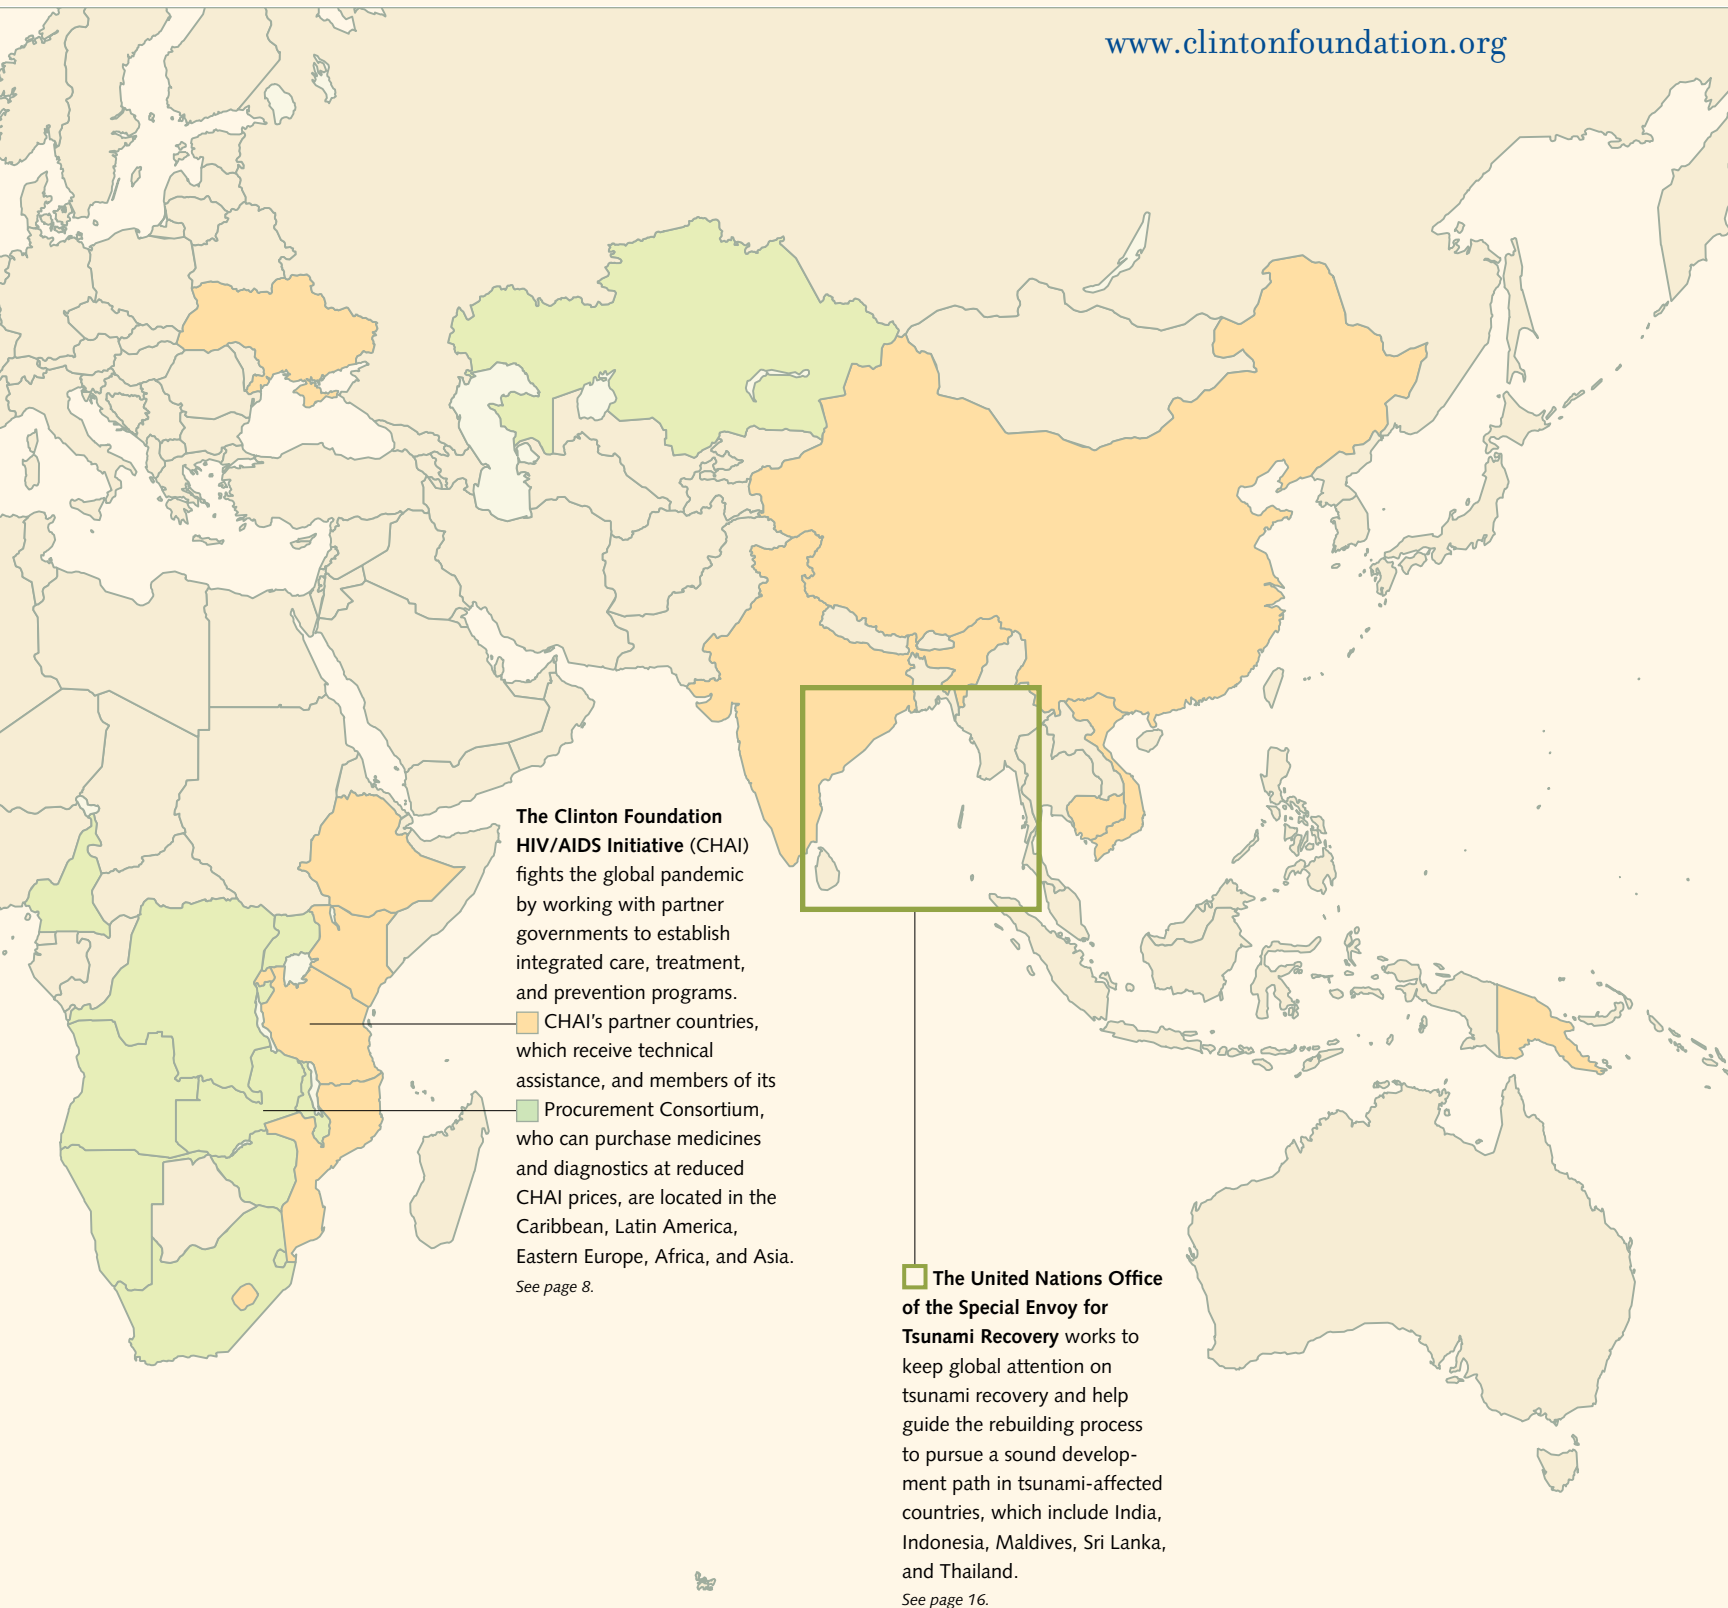 www.clintonfoundation.org
The Clinton Foundation
HIV/AIDS Initiative (CHAI)
fights the global pandemic
by working with partner
governments to establish
integrated care, treatment,
and prevention programs.
CHAI's partner countries,
which receive technical
assistance, and members of its
Procurement Consortium,
who can purchase medicines
and diagnostics at reduced
CHAI prices, are located in the
Caribbean, Latin America,
Eastern Europe, Africa, and Asia.
See page 8.
The United Nations Office
of the Special Envoy for
Tsunami Recovery works to
keep global attention on
tsunami recovery and help
guide the rebuilding process
to pursue a sound develop-
ment path in tsunami-affected
countries, which include India,
Indonesia, Maldives, Sri Lanka,
and Thailand.
See page 16.